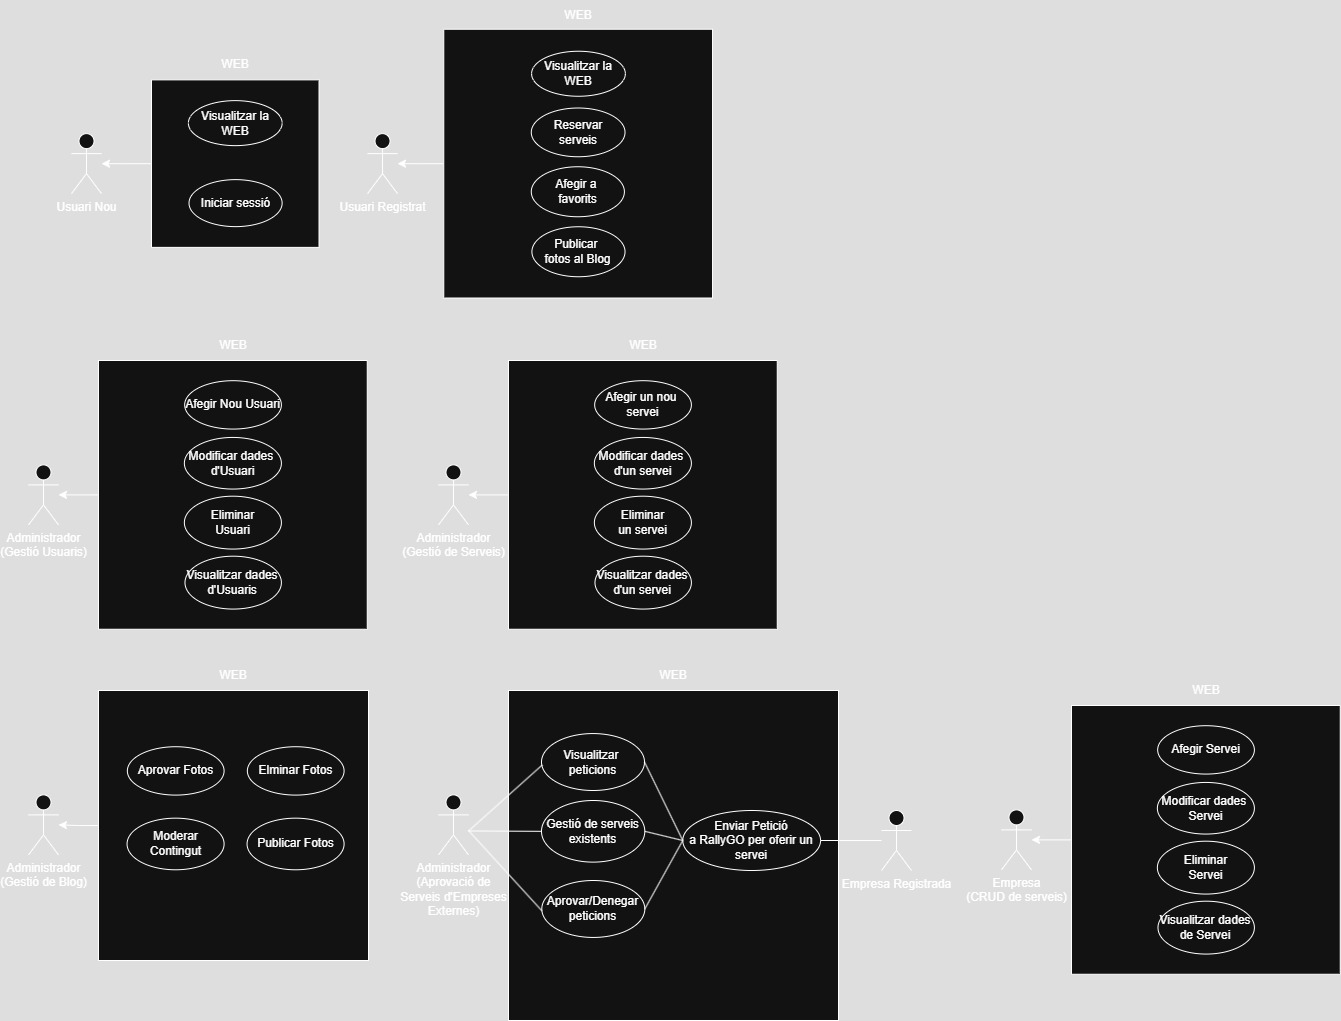 WEB
Visualitzar la
WEB
Iniciar sessió
Usuari Nou
WEB
Visualitzar la
WEB
Reservar
serveis
Afegir a
favorits
Publicar
fotos al Blog
Usuari Registrat
WEB
Afegir Nou Usuari
Modificar dades
d'Usuari
Eliminar
Usuari
Visualitzar dades
d'Usuaris
Administrador
(Gestió Usuaris)
WEB
Afegir un nou
servei
Modificar dades
d'un servei
Eliminar
un servei
Visualitzar dades
d'un servei
Administrador
(Gestió de Serveis)
WEB
Aprovar Fotos
Elminar Fotos
Moderar
Contingut
Publicar Fotos
Administrador
(Gestió de Blog)
WEB
Visualitzar
peticions
Gestió de serveis
existents
Aprovar/Denegar
peticions
Enviar Petició
a RallyGO per oferir un
servei
Administrador
(Aprovació de
Serveis d'Empreses
Externes)
Empresa Registrada
WEB
Afegir Servei
Modificar dades
Servei
Eliminar
Servei
Visualitzar dades
de Servei
Empresa
(CRUD de serveis)